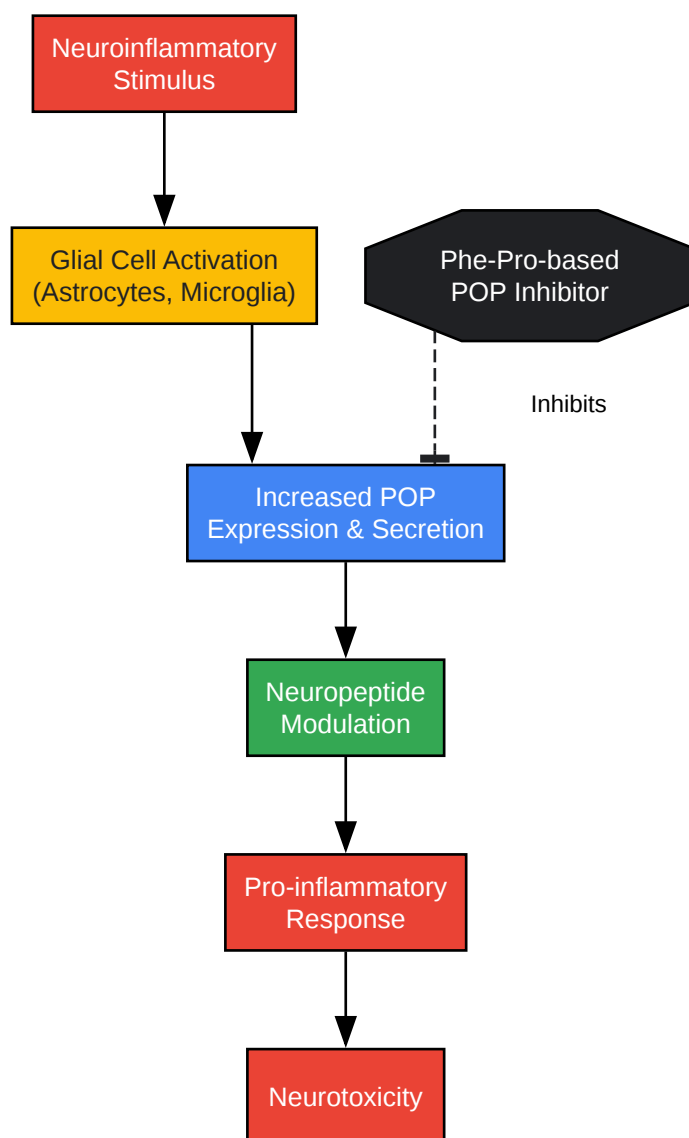 Neuroinflammatory
Stimulus
Glial Cell Activation
(Astrocytes, Microglia)
Phe-Pro-based
POP Inhibitor
Inhibits
Increased POP
Expression & Secretion
Neuropeptide
Modulation
Pro-inflammatory
Response
Neurotoxicity